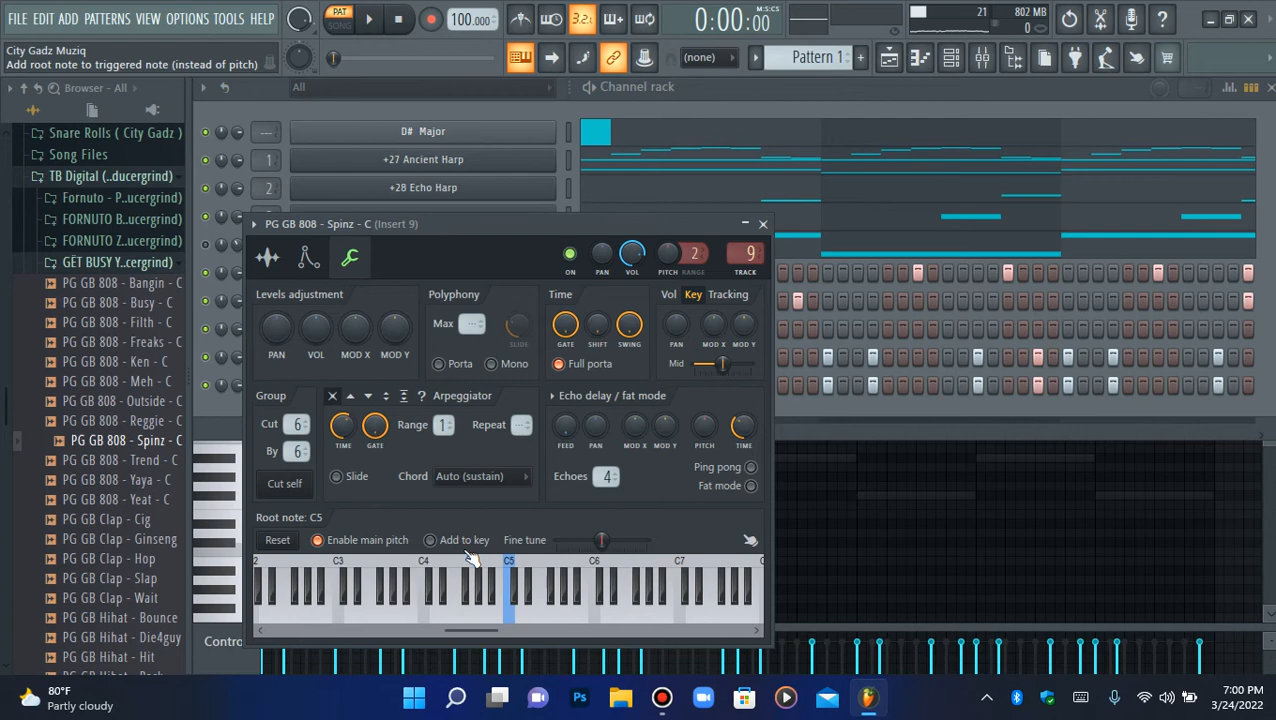 FILE EDIT ADD PATTERNS VIEW OPTIONS TOOLS HELP
PAT
SONG
100.000
3.2:
0:00:00
M:S:CS
21
802 MB
0
City Gadz Muziq
Add root note to triggered note (instead of pitch)
(none)
Pattern 1
Browser - All
All
Channel rack
Snare Rolls ( City Gadz )
Song Files
TB Digital (..ducergrind)
Fornuto - P...ucergrind)
FORNUTO B...ucergrind)
FORNUTO Z...ucergrind)
GET BUSY Y..cergrind)
PG GB 808 - Bangin - C
PG GB 808 - Busy - C
PG GB 808 - Filth - C
PG GB 808 - Freaks - C
PG GB 808 - Ken - C
PG GB 808 - Meh - C
PG GB 808 - Outside - C
PG GB 808 - Reggie - C
PG GB 808 - Spinz - C
PG GB 808 - Trend - C
PG GB 808 - Yaya - C
PG GB 808 - Yeat - C
PG GB Clap - Cig
PG GB Clap - Ginseng
PG GB Clap - Hop
PG GB Clap - Slap
PG GB Clap - Wait
PG GB Hihat - Bounce
PG GB Hihat - Die4guy
PG GB Hihat - Hit
--- D# Major
1 +27 Ancient Harp
2 +28 Echo Harp
PG GB 808 - Spinz - C (Insert 9)
ON
PAN
VOL
PITCH
2
RANGE
9
TRACK
Levels adjustment
PAN
VOL
MOD X
MOD Y
Polyphony
Max
---
SLIDE
Porta
Mono
Time
GATE
SHIFT
SWING
Full porta
Vol Key Tracking
PAN
MOD X
MOD Y
Mid
Group
Cut 6
By 6
Cut self
? Arpeggiator
TIME
GATE
Range 1
Repeat ---
Slide
Chord Auto (sustain)
Echo delay / fat mode
FEED
PAN
MOD X
MOD Y
PITCH
TIME
Echoes 4
Ping pong
Fat mode
Root note: C5
Reset
Enable main pitch
Add to key
Fine tune
2 C3 C4 C5 C6 C7
Control
80°F
Partly cloudy
Ps
7:00 PM
3/24/2022